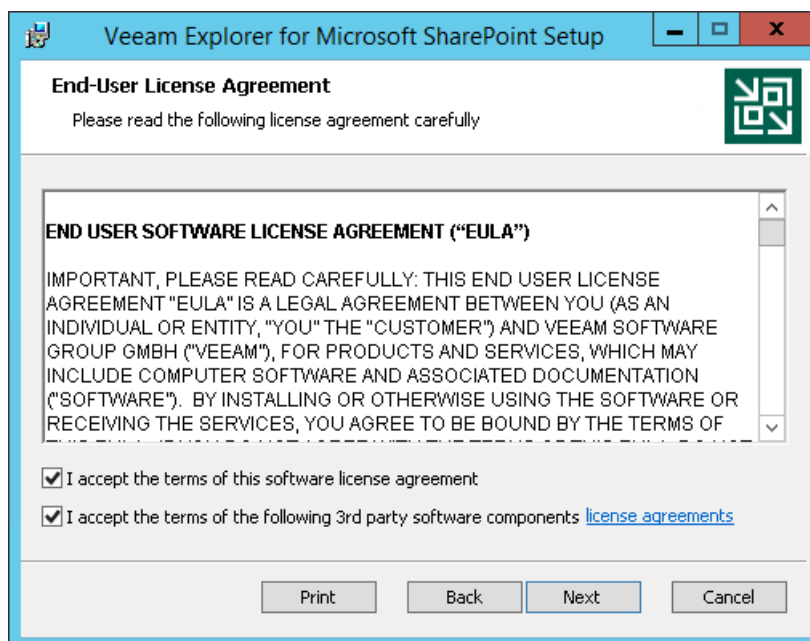 Veeam Explorer for Microsoft SharePoint Setup
End-User License Agreement
Please read the following license agreement carefully
END USER SOFTWARE LICENSE AGREEMENT (“EULA”)
IMPORTANT, PLEASE READ CAREFULLY: THIS END USER LICENSE
AGREEMENT "EULA" IS A LEGAL AGREEMENT BETWEEN YOU (AS AN
INDIVIDUAL OR ENTITY, "YOU" THE "CUSTOMER") AND VEEAM SOFTWARE
GROUP GMBH ("VEEAM"), FOR PRODUCTS AND SERVICES, WHICH MAY
INCLUDE COMPUTER SOFTWARE AND ASSOCIATED DOCUMENTATION
("SOFTWARE").  BY INSTALLING OR OTHERWISE USING THE SOFTWARE OR
RECEIVING THE SERVICES, YOU AGREE TO BE BOUND BY THE TERMS OF
I accept the terms of this software license agreement
I accept the terms of the following 3rd party software components license agreements
Print Back Next Cancel